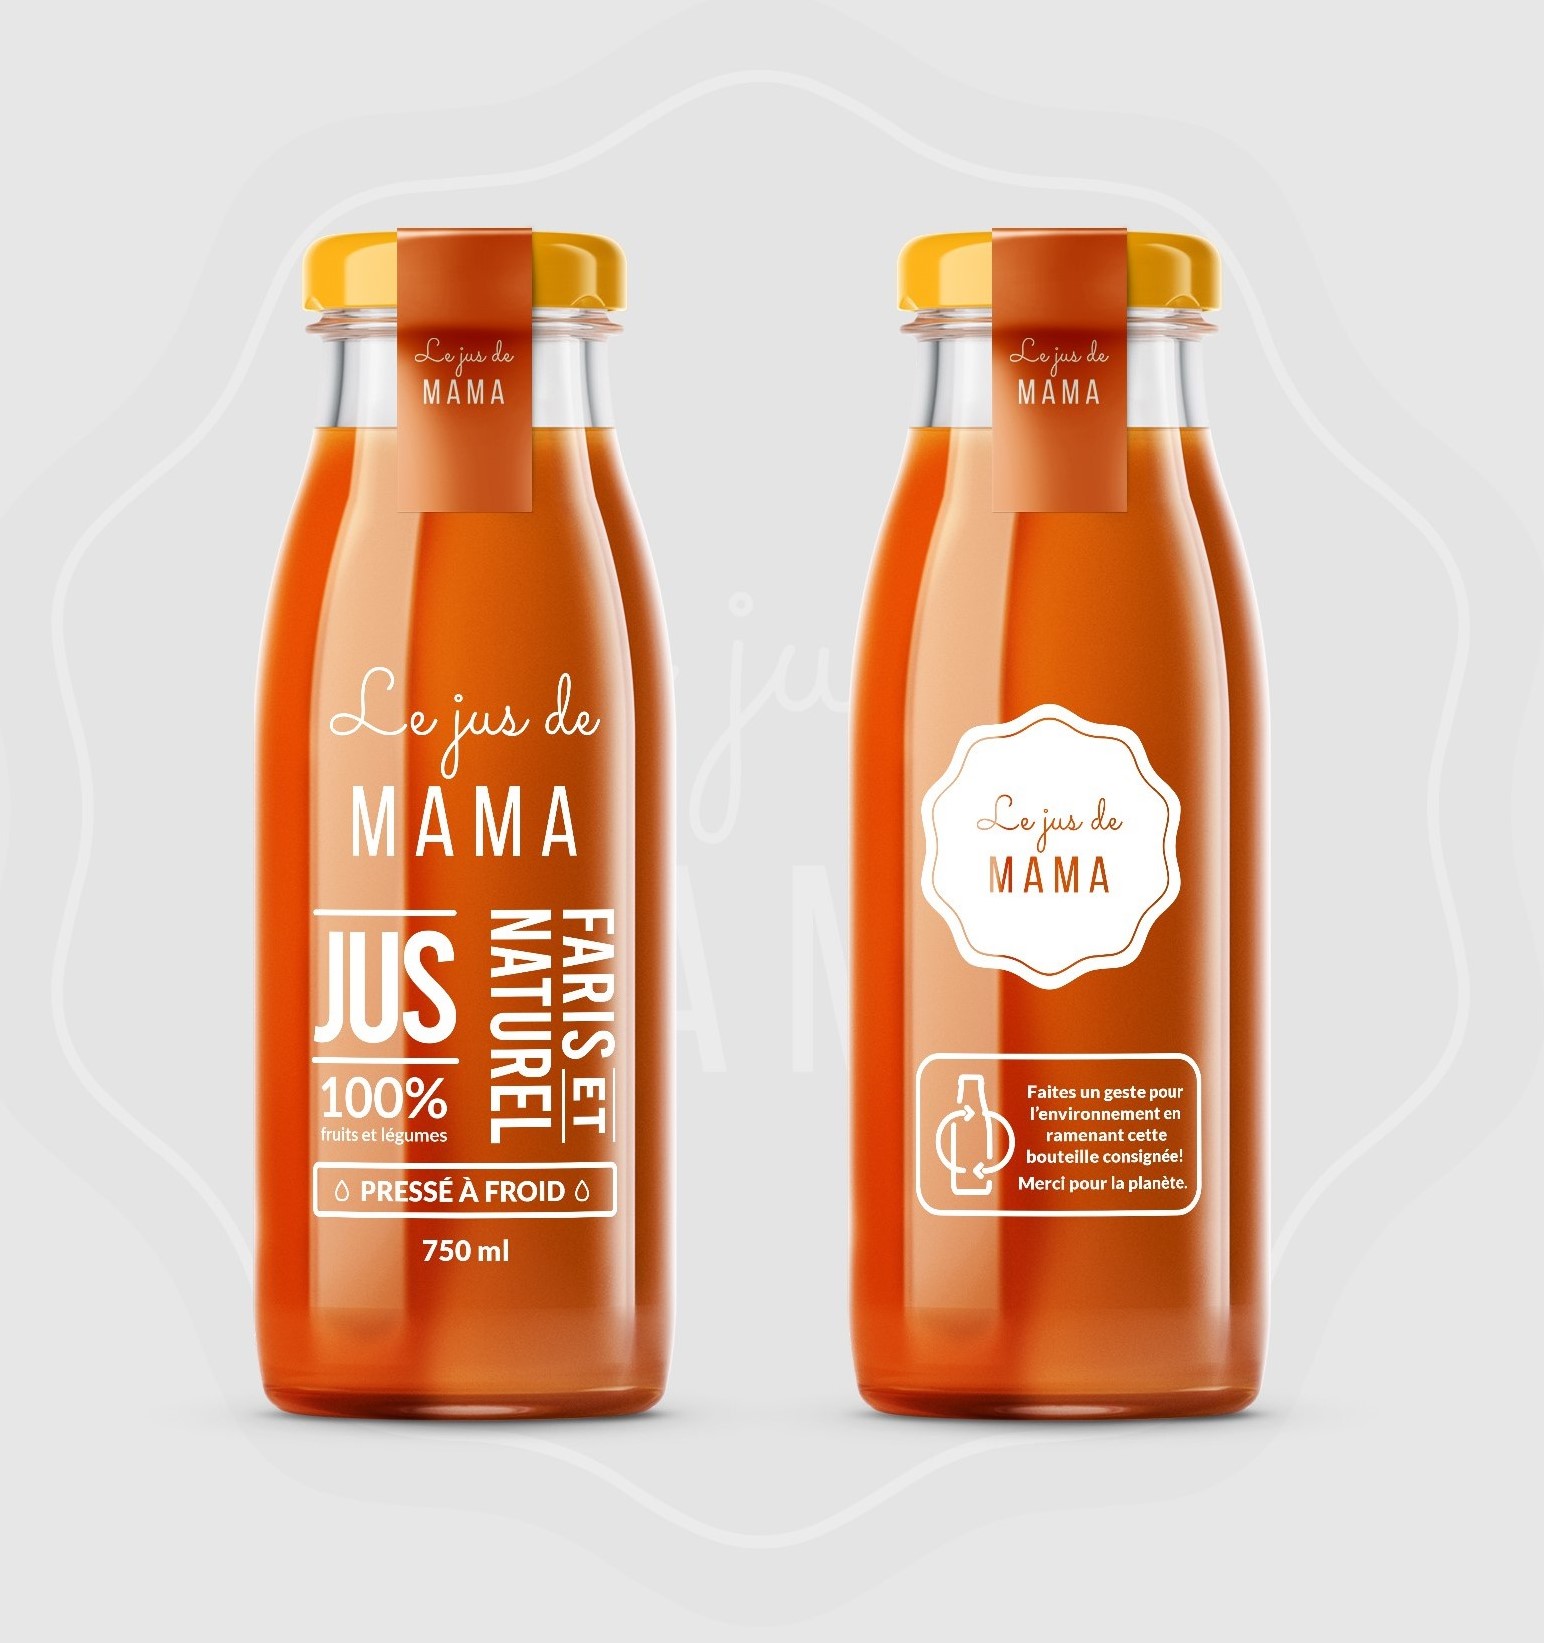 Le jus de
MAMA
Le jus de
MAMA
JUS
100%
fruits et légumes
FARIS ET
NATUREL
PRESSÉ À FROID
750 ml
Le jus de
MAMA
Le jus de
MAMA
Faites un geste pour
l'environnement en
ramenant cette
bouteille consignée!
Merci pour la planète.